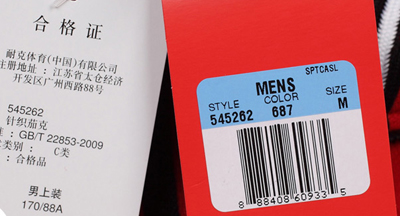 合格证
耐克体育(中国)有限公司
注册地址：江苏省太仓经济
开发区广州西路88号
545262
针织茄克
GB/T 22853-2009
类别： C类
：合格品
男上装
170/88A
SPTCASL
MENS
STYLE COLOR SIZE
545262 687 M
8 88408 60933 5